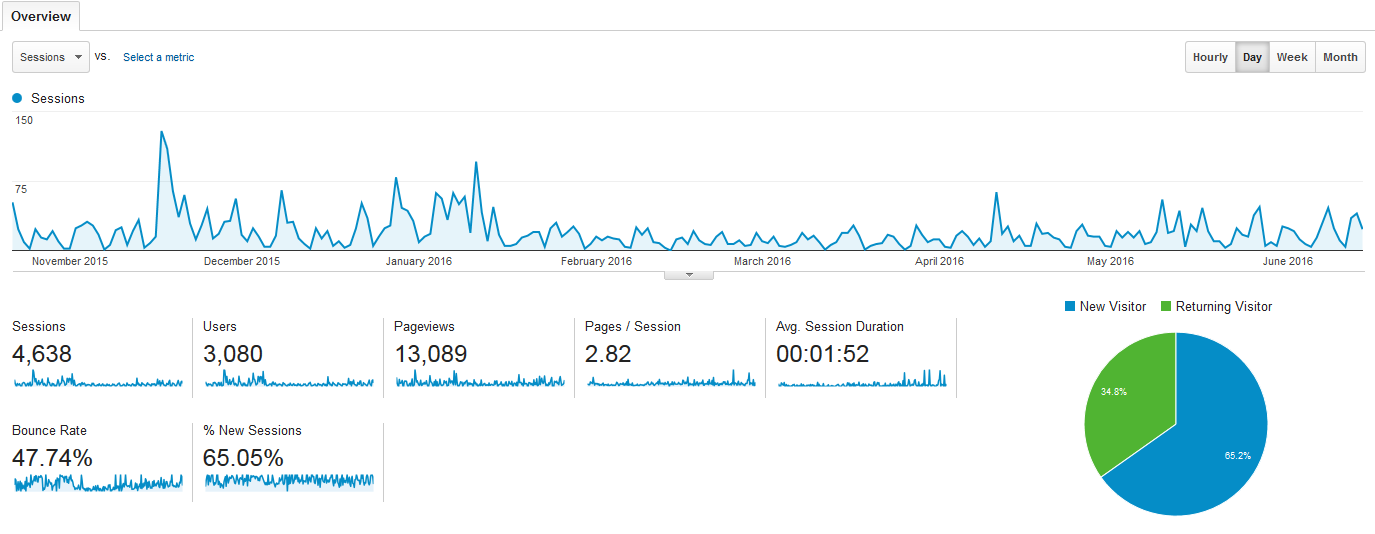 Overview
Sessions vs. Select a metric
Hourly Day Week Month
Sessions
150
75
November 2015 December 2015 January 2016 February 2016 March 2016 April 2016 May 2016 June 2016
New Visitor Returning Visitor
Sessions Users Pageviews Pages / Session Avg. Session Duration
4,638 3,080 13,089 2.82 00:01:52
34.8%
65.2%
Bounce Rate % New Sessions
47.74% 65.05%